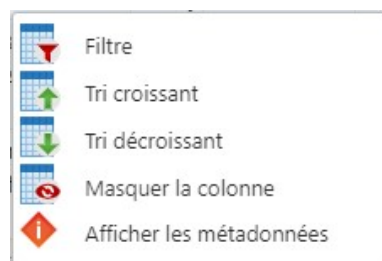 Filtre
Tri croissant
Tri décroissant
Masquer la colonne
Afficher les métadonnées